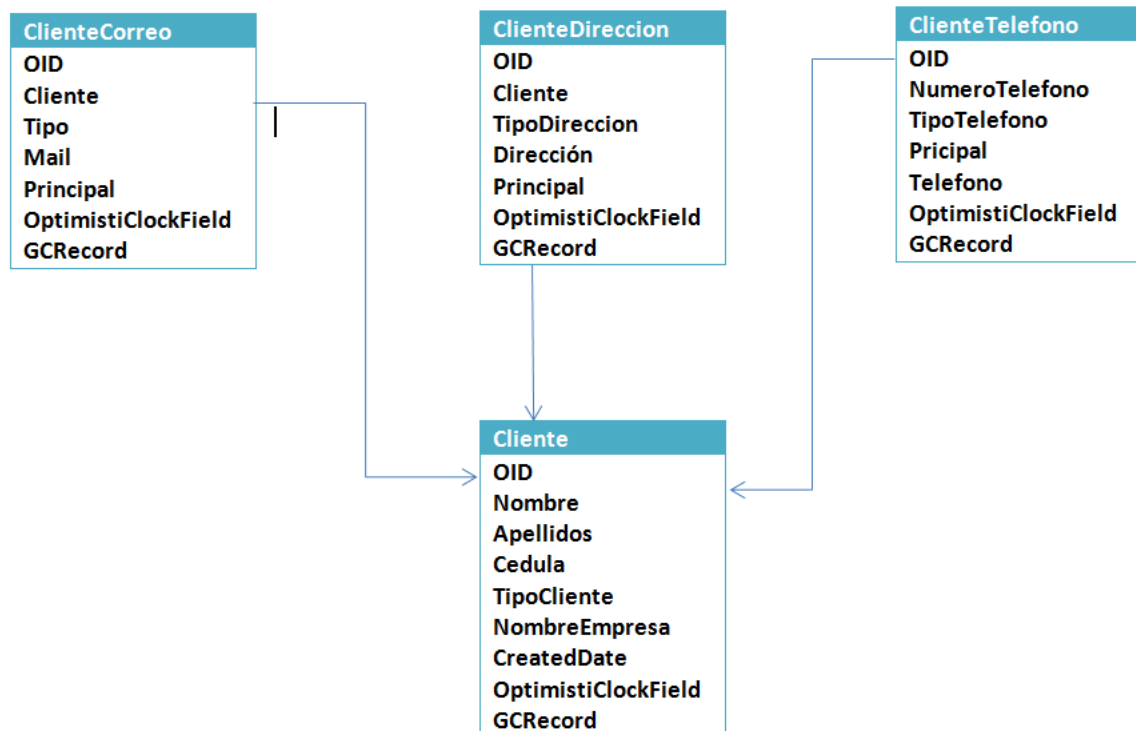 ClienteCorreo
OID
Cliente
Tipo
Mail
Principal
OptimistiClockField
GCRecord
ClienteDireccion
OID
Cliente
TipoDireccion
Dirección
Principal
OptimistiClockField
GCRecord
ClienteTelefono
OID
NumeroTelefono
TipoTelefono
Pricipal
Telefono
OptimistiClockField
GCRecord
Cliente
OID
Nombre
Apellidos
Cedula
TipoCliente
NombreEmpresa
CreatedDate
OptimistiClockField
GCRecord